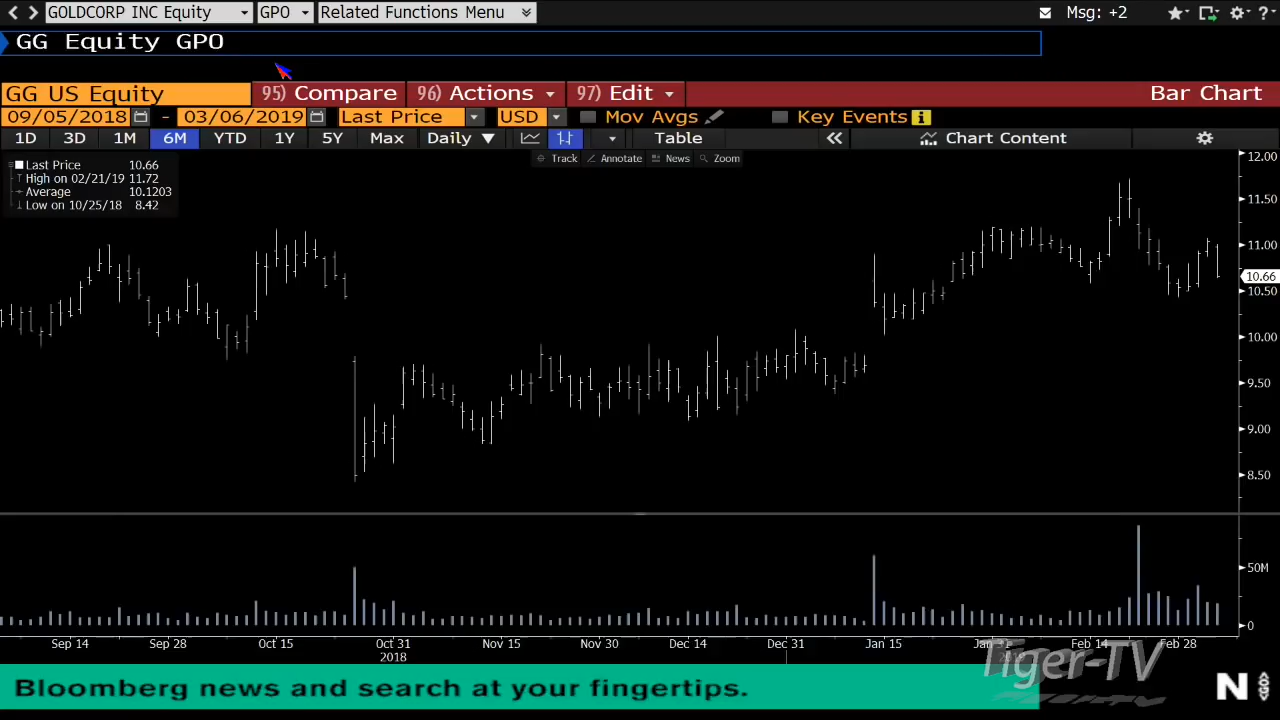 GOLDCORP INC Equity GPO Related Functions Menu Msg: +2 ?
GG Equity GPO
GG US Equity 95) Compare 96) Actions 97) Edit Bar Chart
09/05/2018 - 03/06/2019 Last Price USD Mov Avgs Key Events i
1D 3D 1M 6M YTD 1Y 5Y Max Daily Table « Chart Content
Track Annotate News Zoom
Last Price 10.66
High on 02/21/19 11.72
Average 10.1203
Low on 10/25/18 8.42
12.00
11.50
11.00
10.66
10.50
10.00
9.50
9.00
8.50
50M
0
Sep 14 Sep 28 Oct 15 Oct 31 Nov 15 Nov 30 Dec 14 Dec 31 Jan 15 Jan 31 Feb 14 Feb 28
2018 2019
Tiger-TV
Bloomberg news and search at your fingertips.
N